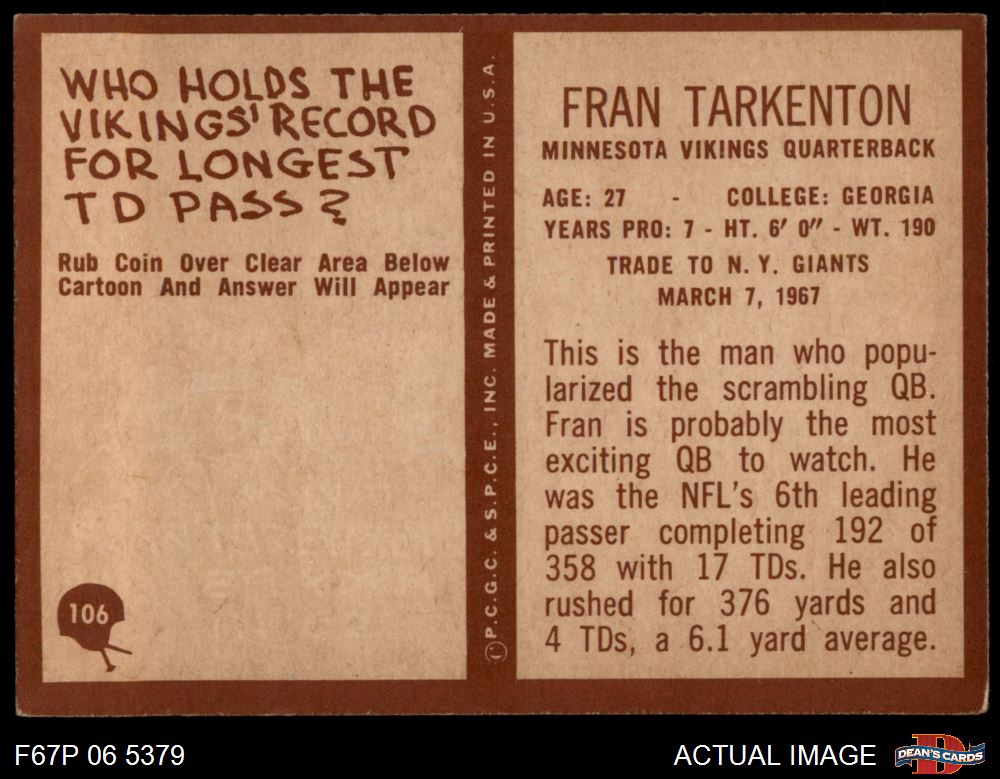 WHO HOLDS THE
VIKINGS' RECORD
FOR LONGEST
TD PASS?
Rub Coin Over Clear Area Below
Cartoon And Answer Will Appear
106
© P.C.G.C. & S.P.C.E., INC. MADE & PRINTED IN U.S.A.
FRAN TARKENTON
MINNESOTA VIKINGS QUARTERBACK
AGE: 27 - COLLEGE: GEORGIA
YEARS PRO: 7 - HT. 6' 0" - WT. 190
TRADE TO N. Y. GIANTS
MARCH 7, 1967
This is the man who popu-
larized the scrambling QB.
Fran is probably the most
exciting QB to watch. He
was the NFL's 6th leading
passer completing 192 of
358 with 17 TDs. He also
rushed for 376 yards and
4 TDs, a 6.1 yard average.
F67P 06 5379
ACTUAL IMAGE
DEAN'S CARDS